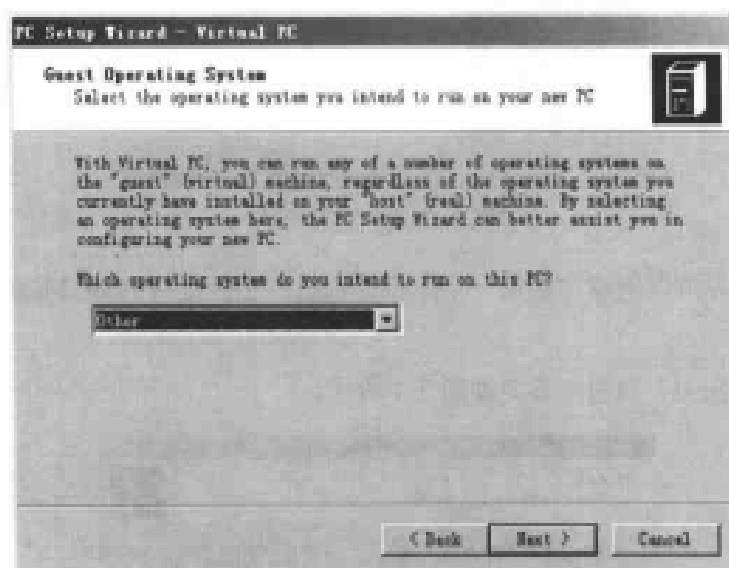 PC Setup Wizard - Virtual PC
Guest Operating System
Select the operating system you intend to run on your new PC
With Virtual PC, you can run any of a number of operating systems on
the "guest" (virtual) machine, regardless of the operating system you
currently have installed on your "host" (real) machine. By selecting
an operating system here, the PC Setup Wizard can better assist you in
configuring your new PC.
Which operating system do you intend to run on this PC?
Other
< Back
Next >
Cancel